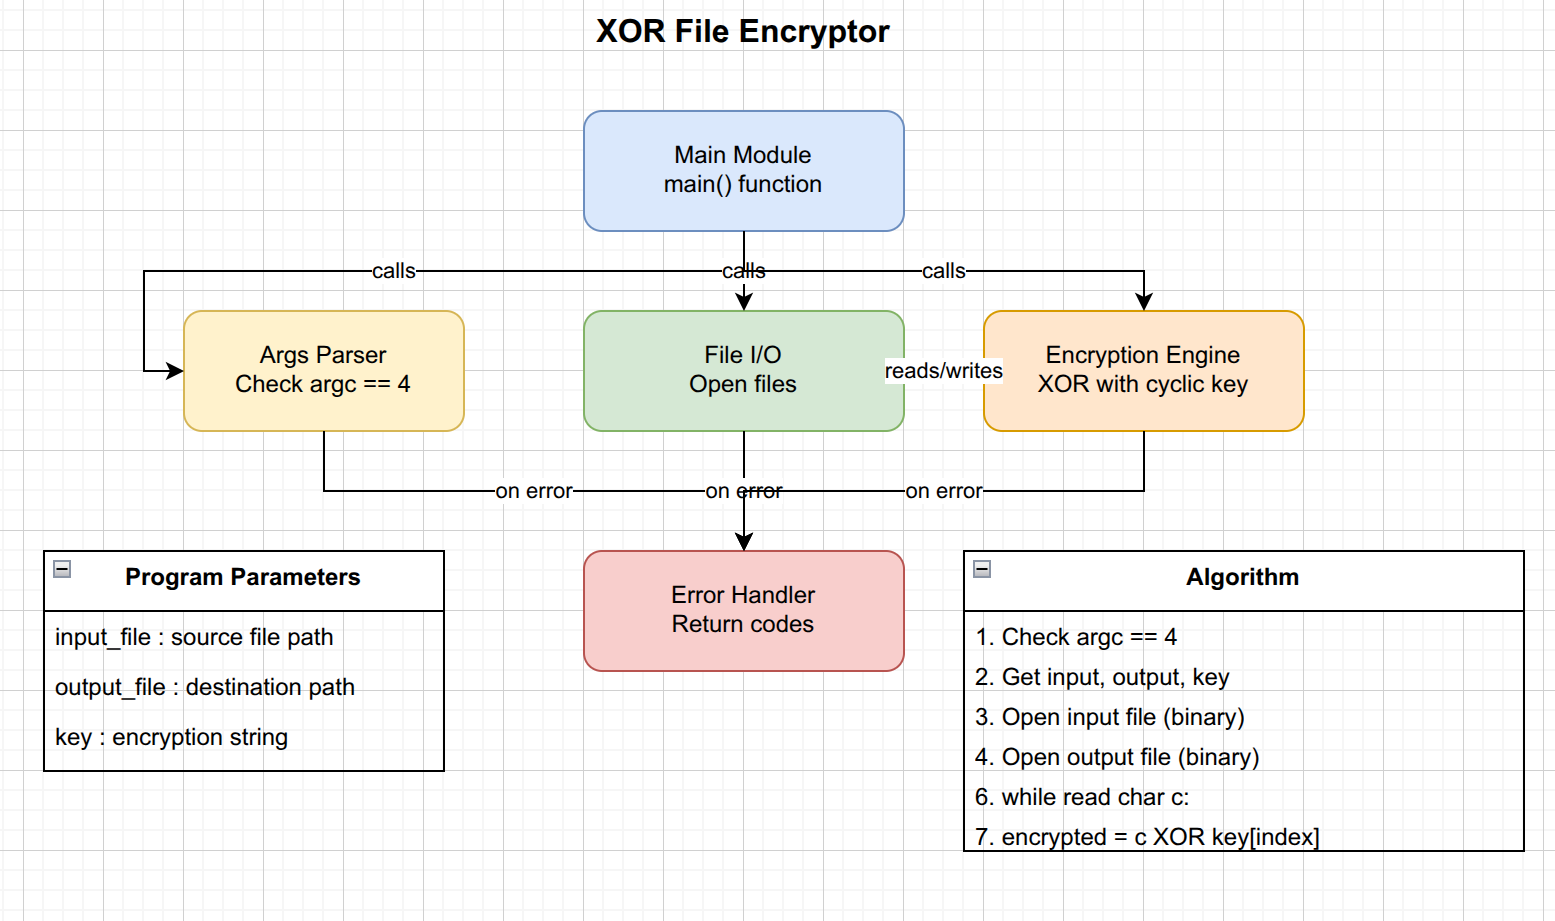 XOR File Encryptor
Main Module
main() function
calls
calls
calls
Args Parser
Check argc == 4
File I/O
Open files
reads/writes
Encryption Engine
XOR with cyclic key
on error
on error
on error
Program Parameters
input_file : source file path
output_file : destination path
key : encryption string
Error Handler
Return codes
Algorithm
1. Check argc == 4
2. Get input, output, key
3. Open input file (binary)
4. Open output file (binary)
6. while read char c:
7. encrypted = c XOR key[index]